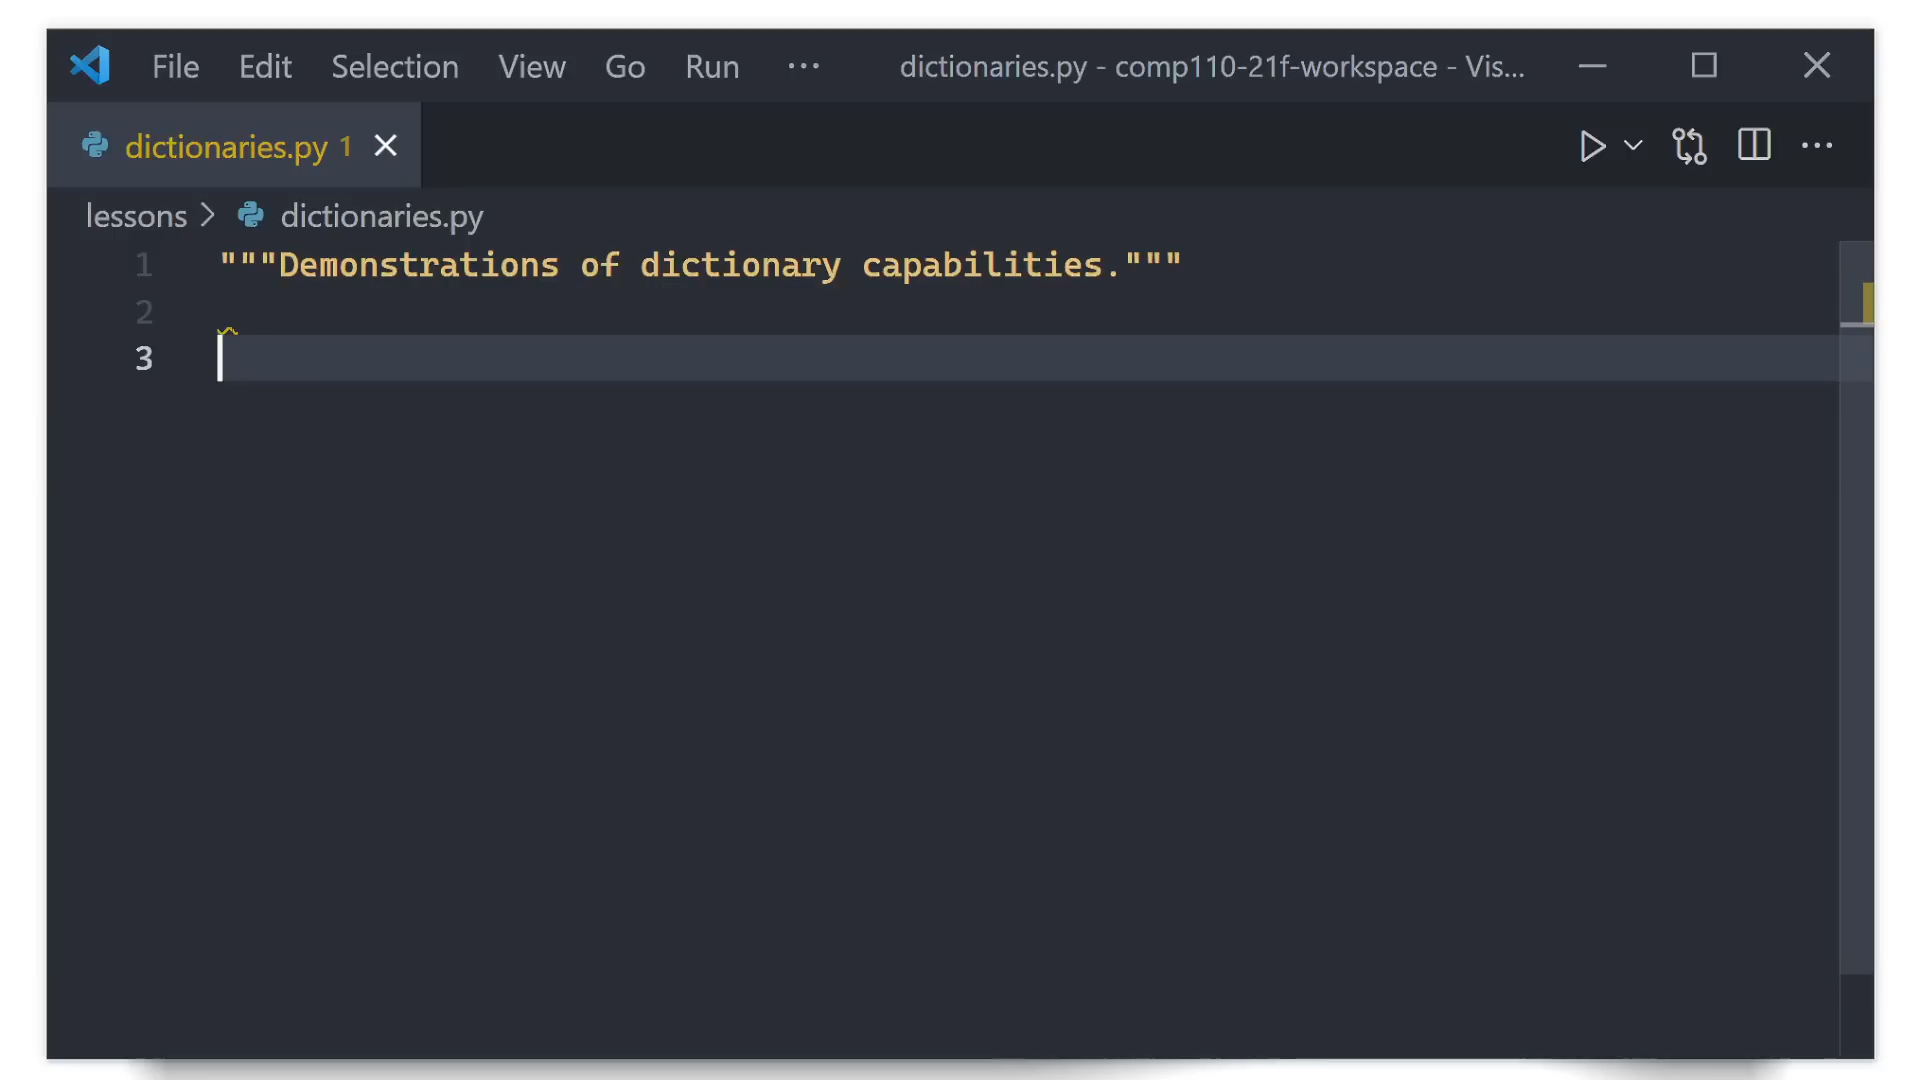 File Edit Selection View Go Run ··· dictionaries.py - comp110-21f-workspace - Vis...
dictionaries.py 1
lessons > dictionaries.py
1 """Demonstrations of dictionary capabilities."""
2
3